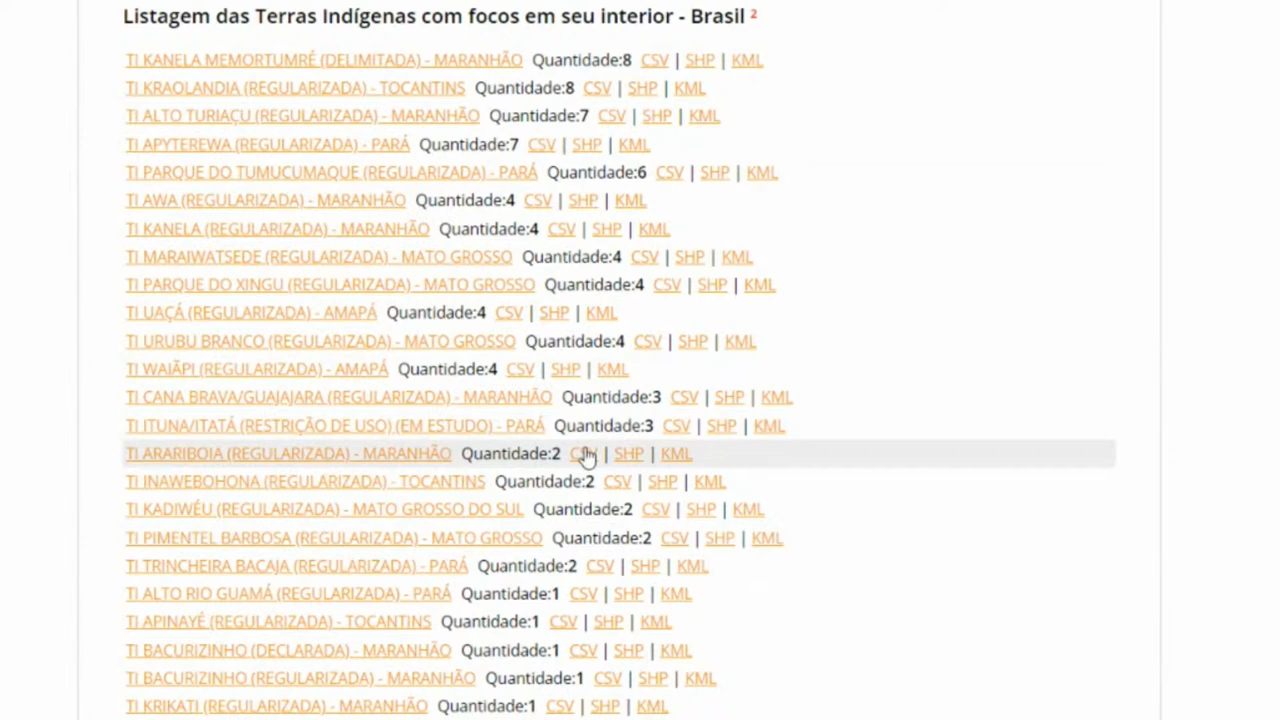 Listagem das Terras Indígenas com focos em seu interior - Brasil 2
TI KANELA MEMORTUMRÉ (DELIMITADA) - MARANHÃO Quantidade:8 CSV | SHP | KML
TI KRAOLANDIA (REGULARIZADA) - TOCANTINS Quantidade:8 CSV | SHP | KML
TI ALTO TURIAÇU (REGULARIZADA) - MARANHÃO Quantidade:7 CSV | SHP | KML
TI APYTEREWA (REGULARIZADA) - PARÁ Quantidade:7 CSV | SHP | KML
TI PARQUE DO TUMUCUMAQUE (REGULARIZADA) - PARÁ Quantidade:6 CSV | SHP | KML
TI AWA (REGULARIZADA) - MARANHÃO Quantidade:4 CSV | SHP | KML
TI KANELA (REGULARIZADA) - MARANHÃO Quantidade:4 CSV | SHP | KML
TI MARAIWATSEDE (REGULARIZADA) - MATO GROSSO Quantidade:4 CSV | SHP | KML
TI PARQUE DO XINGU (REGULARIZADA) - MATO GROSSO Quantidade:4 CSV | SHP | KML
TI UAÇÁ (REGULARIZADA) - AMAPÁ Quantidade:4 CSV | SHP | KML
TI URUBU BRANCO (REGULARIZADA) - MATO GROSSO Quantidade:4 CSV | SHP | KML
TI WAIÃPI (REGULARIZADA) - AMAPÁ Quantidade:4 CSV | SHP | KML
TI CANA BRAVA/GUAJAJARA (REGULARIZADA) - MARANHÃO Quantidade:3 CSV | SHP | KML
TI ITUNA/ITATÁ (RESTRIÇÃO DE USO) (EM ESTUDO) - PARÁ Quantidade:3 CSV | SHP | KML
TI ARARIBOIA (REGULARIZADA) - MARANHÃO Quantidade:2 CSV | SHP | KML
TI INAWEBOHONA (REGULARIZADA) - TOCANTINS Quantidade:2 CSV | SHP | KML
TI KADIWÉU (REGULARIZADA) - MATO GROSSO DO SUL Quantidade:2 CSV | SHP | KML
TI PIMENTEL BARBOSA (REGULARIZADA) - MATO GROSSO Quantidade:2 CSV | SHP | KML
TI TRINCHEIRA BACAJA (REGULARIZADA) - PARÁ Quantidade:2 CSV | SHP | KML
TI ALTO RIO GUAMÁ (REGULARIZADA) - PARÁ Quantidade:1 CSV | SHP | KML
TI APINAYÉ (REGULARIZADA) - TOCANTINS Quantidade:1 CSV | SHP | KML
TI BACURIZINHO (DECLARADA) - MARANHÃO Quantidade:1 CSV | SHP | KML
TI BACURIZINHO (REGULARIZADA) - MARANHÃO Quantidade:1 CSV | SHP | KML
TI KRIKATI (REGULARIZADA) - MARANHÃO Quantidade:1 CSV | SHP | KML